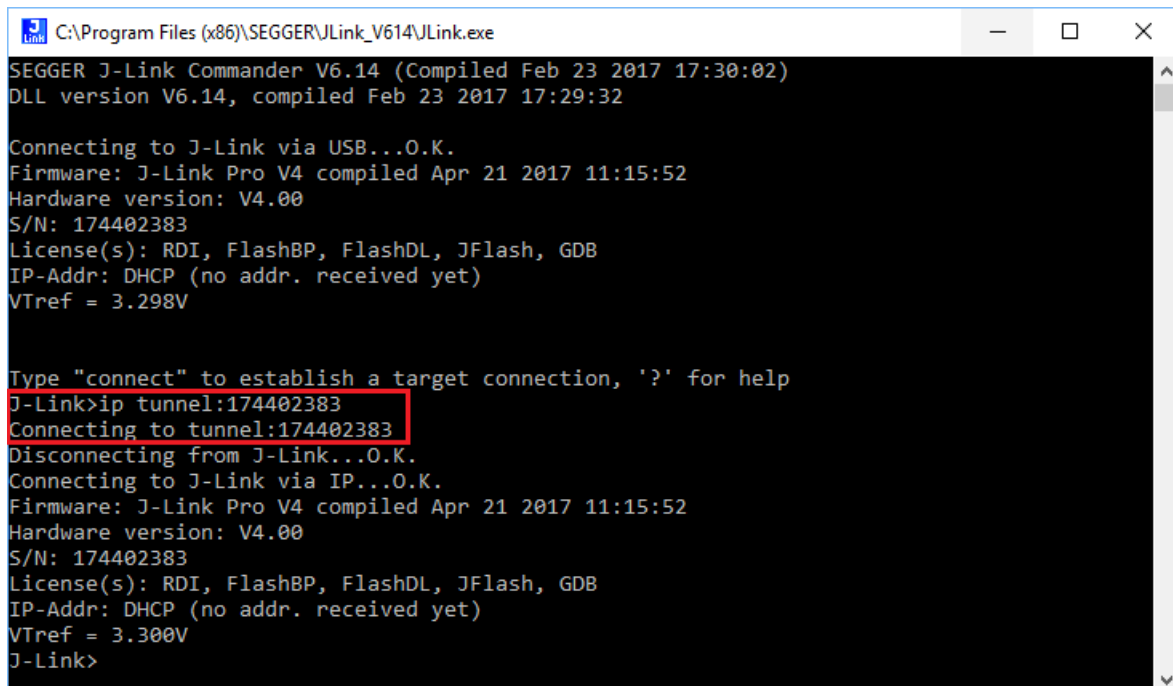 J Link C:\Program Files (x86)\SEGGER\JLink_V614\JLink.exe
SEGGER J-Link Commander V6.14 (Compiled Feb 23 2017 17:30:02)
DLL version V6.14, compiled Feb 23 2017 17:29:32
Connecting to J-Link via USB...O.K.
Firmware: J-Link Pro V4 compiled Apr 21 2017 11:15:52
Hardware version: V4.00
S/N: 174402383
License(s): RDI, FlashBP, FlashDL, JFlash, GDB
IP-Addr: DHCP (no addr. received yet)
VTref = 3.298V
Type "connect" to establish a target connection, '?' for help
J-Link>ip tunnel:174402383
Connecting to tunnel:174402383
Disconnecting from J-Link...O.K.
Connecting to J-Link via IP...O.K.
Firmware: J-Link Pro V4 compiled Apr 21 2017 11:15:52
Hardware version: V4.00
S/N: 174402383
License(s): RDI, FlashBP, FlashDL, JFlash, GDB
IP-Addr: DHCP (no addr. received yet)
VTref = 3.300V
J-Link>